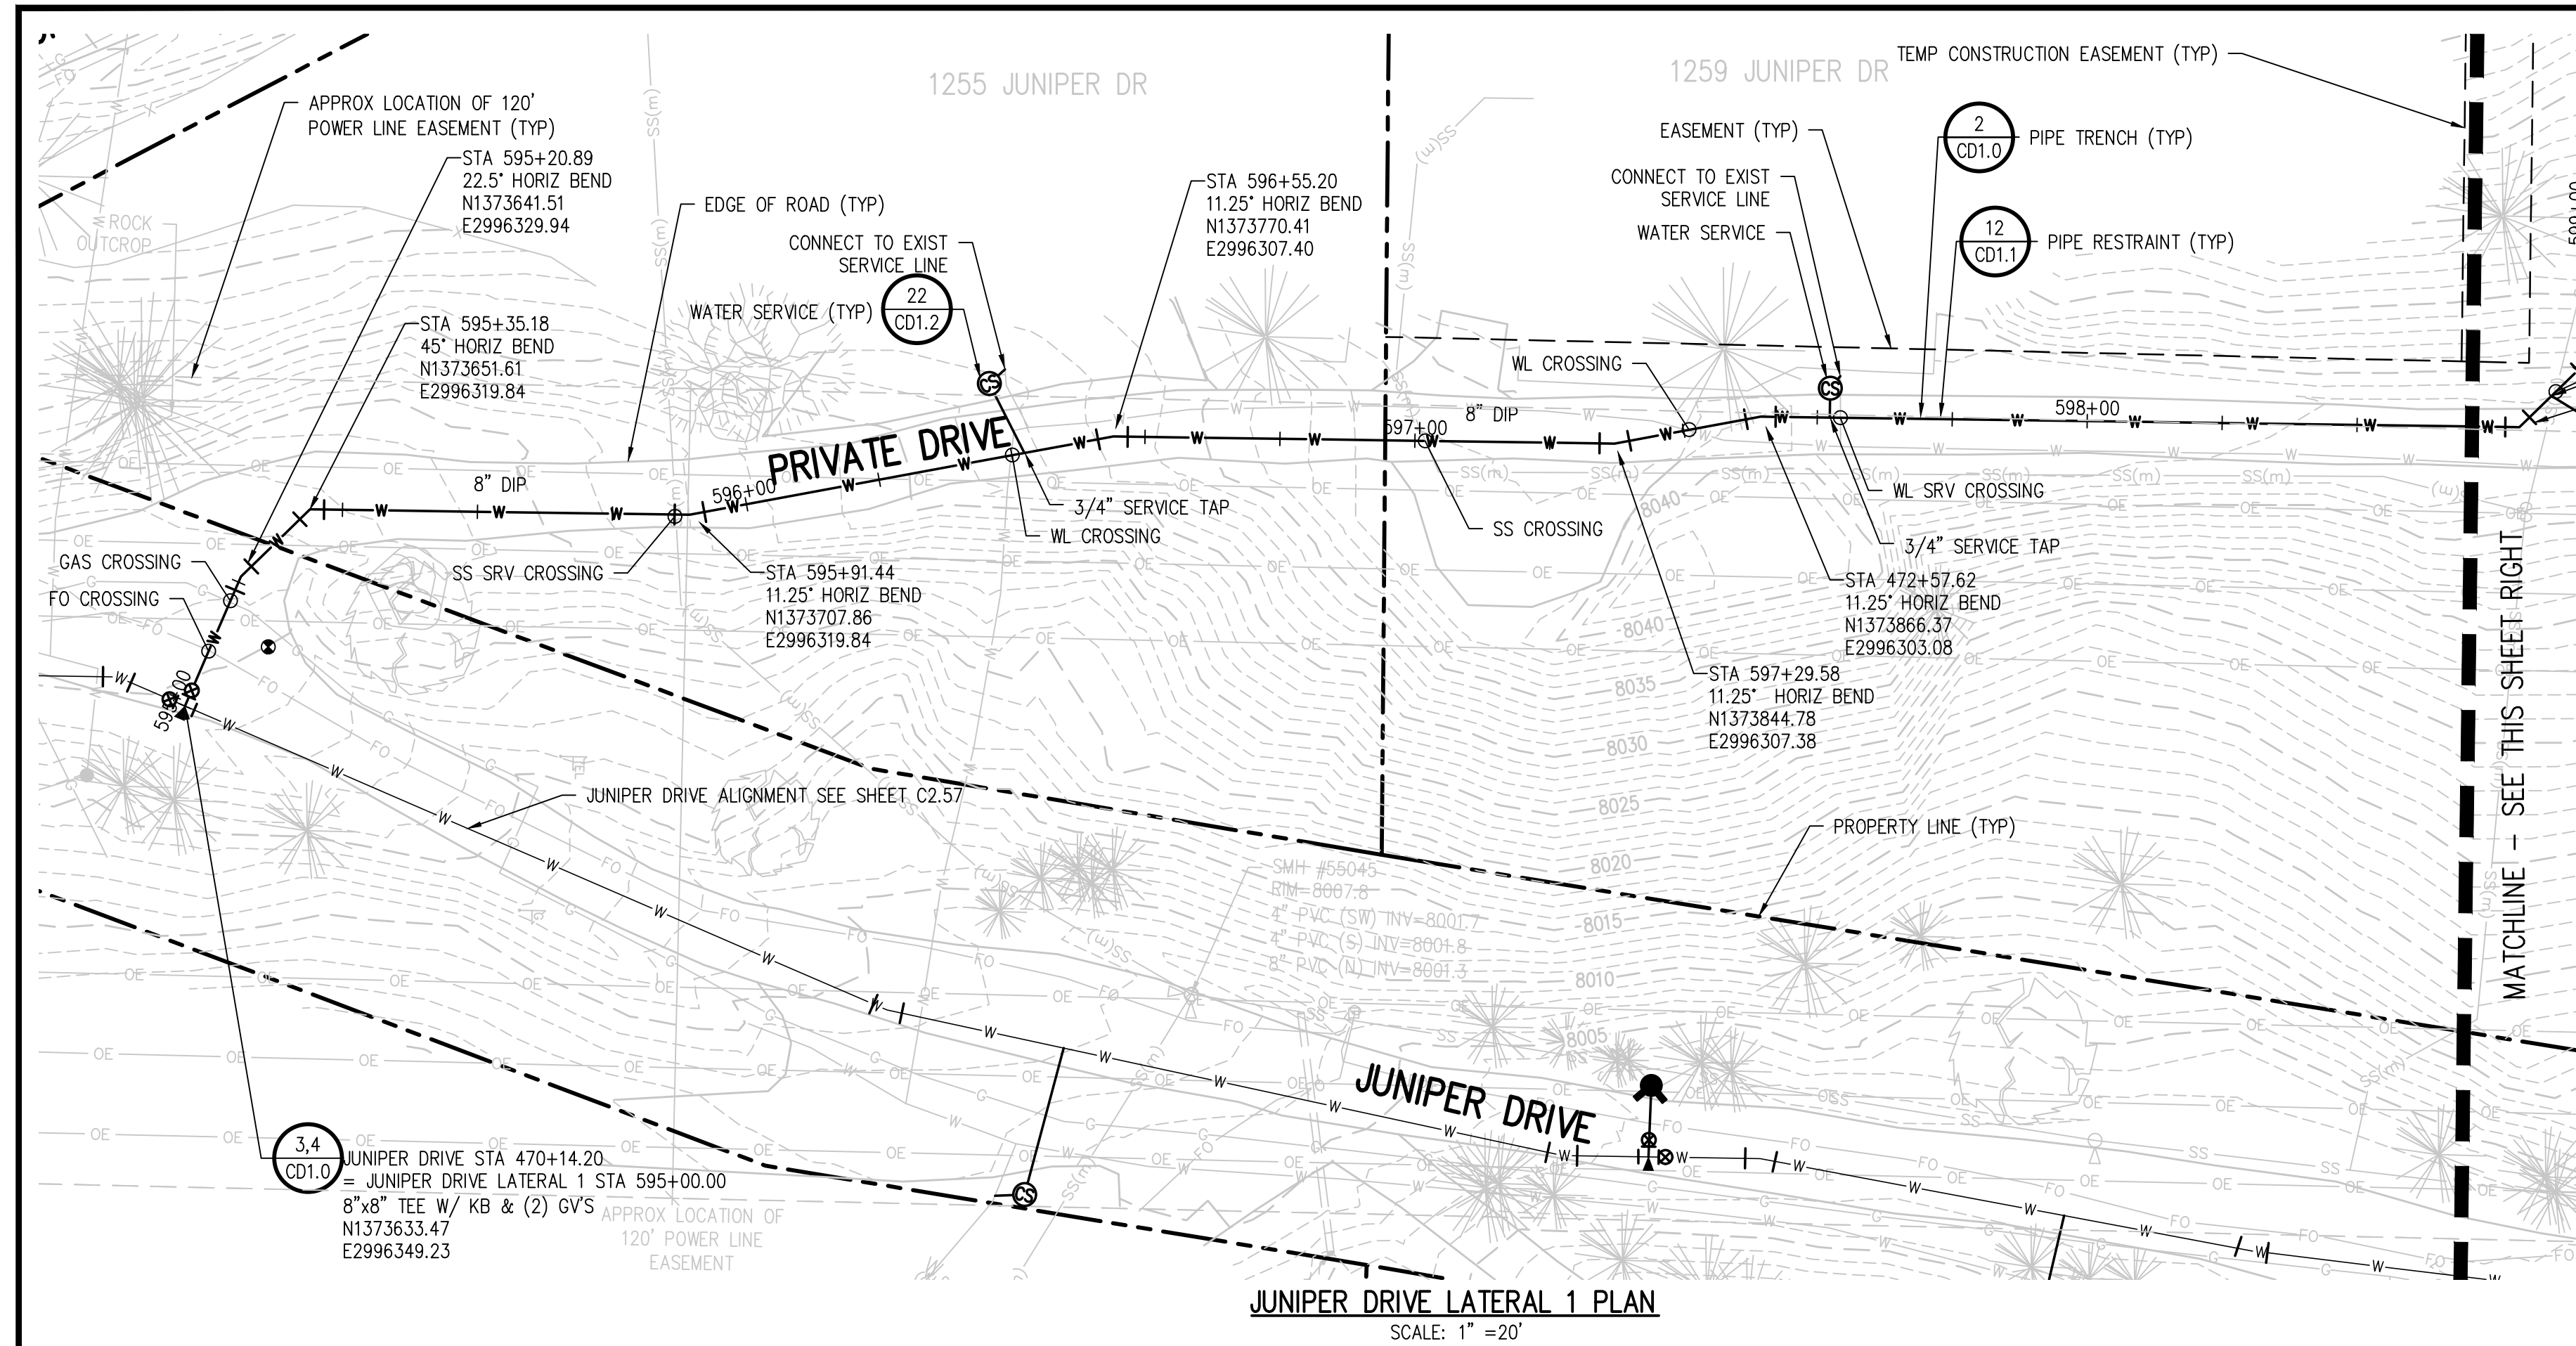 TEMP CONSTRUCTION EASEMENT (TYP)
1255 JUNIPER DR
1259 JUNIPER DR
APPROX LOCATION OF 120'
POWER LINE EASEMENT (TYP)
STA 595+20.89
22.5° HORIZ BEND
N1373641.51
E2996329.94
EDGE OF ROAD (TYP)
CONNECT TO EXIST
SERVICE LINE
WATER SERVICE (TYP)
22
CD1.2
STA 596+55.20
11.25° HORIZ BEND
N1373770.41
E2996307.40
EASEMENT (TYP)
CONNECT TO EXIST
SERVICE LINE
WATER SERVICE
2
CD1.0
PIPE TRENCH (TYP)
12
CD1.1
PIPE RESTRAINT (TYP)
ROCK
OUTCROP
STA 595+35.18
45° HORIZ BEND
N1373651.61
E2996319.84
WL CROSSING
CS
CS
PRIVATE DRIVE
8" DIP
596+00
597+00
8" DIP
598+00
599+00
3/4" SERVICE TAP
WL CROSSING
SS CROSSING
WL SRV CROSSING
3/4" SERVICE TAP
GAS CROSSING
FO CROSSING
SS SRV CROSSING
STA 595+91.44
11.25° HORIZ BEND
N1373707.86
E2996319.84
STA 472+57.62
11.25° HORIZ BEND
N1373866.37
E2996303.08
STA 597+29.58
11.25° HORIZ BEND
N1373844.78
E2996307.38
8040
8040
8035
8030
8025
8020
8015
8010
8005
JUNIPER DRIVE ALIGNMENT SEE SHEET C2.57
PROPERTY LINE (TYP)
SMH #55045
RIM=8007.8
4" PVC (SW) INV=8001.7
4" PVC (S) INV=8001.8
8" PVC (N) INV=8001.3
MATCHLINE - SEE THIS SHEET RIGHT
JUNIPER DRIVE
3,4
CD1.0
JUNIPER DRIVE STA 470+14.20
= JUNIPER DRIVE LATERAL 1 STA 595+00.00
8"x8" TEE W/ KB & (2) GV'S
N1373633.47
E2996349.23
APPROX LOCATION OF
120' POWER LINE
EASEMENT
CS
JUNIPER DRIVE LATERAL 1 PLAN
SCALE: 1" =20'